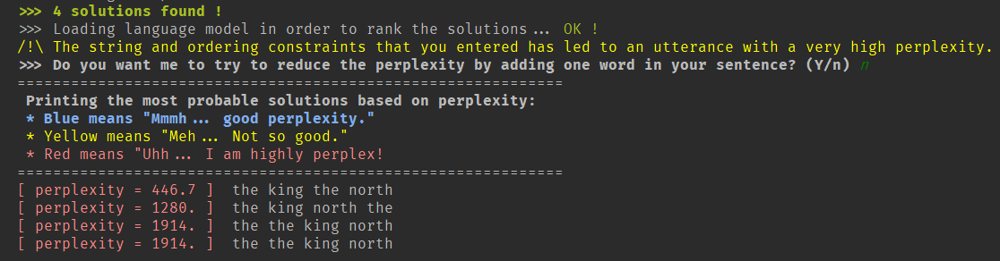 >>> 4 solutions found !
>>> Loading language model in order to rank the solutions... OK !
/!\ The string and ordering constraints that you entered has led to an utterance with a very high perplexity.
>>> Do you want me to try to reduce the perplexity by adding one word in your sentence? (Y/n) n
=============================================================
Printing the most probable solutions based on perplexity:
* Blue means "Mmmh... good perplexity."
* Yellow means "Meh... Not so good."
* Red means "Uhh... I am highly perplex!
=============================================================
[ perplexity = 446.7 ]  the king the north
[ perplexity = 1280. ]  the king north the
[ perplexity = 1914. ]  the the king north
[ perplexity = 1914. ]  the the king north